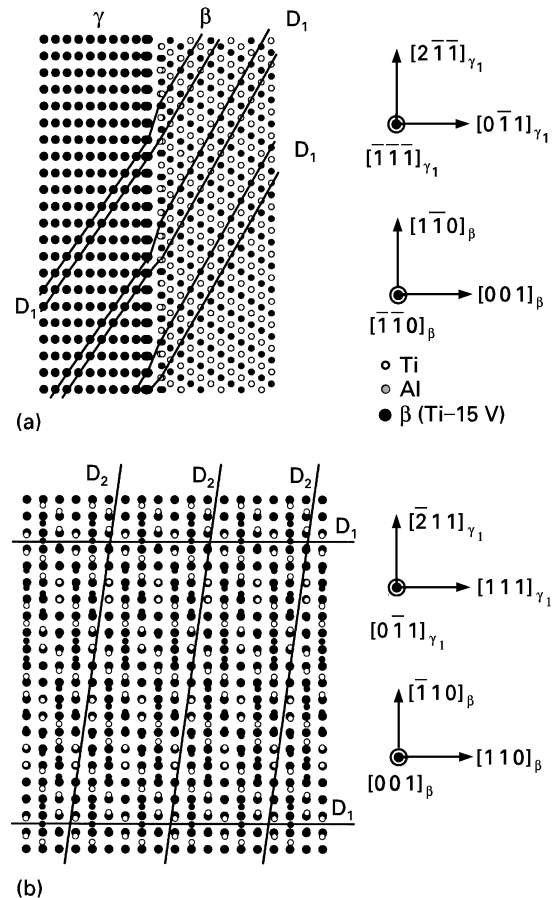 γ β D₁
[2 1̄ 1̄]γ₁
[0 1̄ 1]γ₁
[1̄ 1̄ 1̄]γ₁
D₁
[1 1̄ 0]β
[0 0 1]β
[1̄ 1̄ 0]β
D₁
Ti
Al
β (Ti–15 V)
(a)
D₂ D₂ D₂
D₁
[2̄ 1 1]γ₁
[1 1 1]γ₁
[0 1̄ 1]γ₁
[1̄ 1 0]β
[1 1 0]β
[0 0 1]β
D₁
(b)